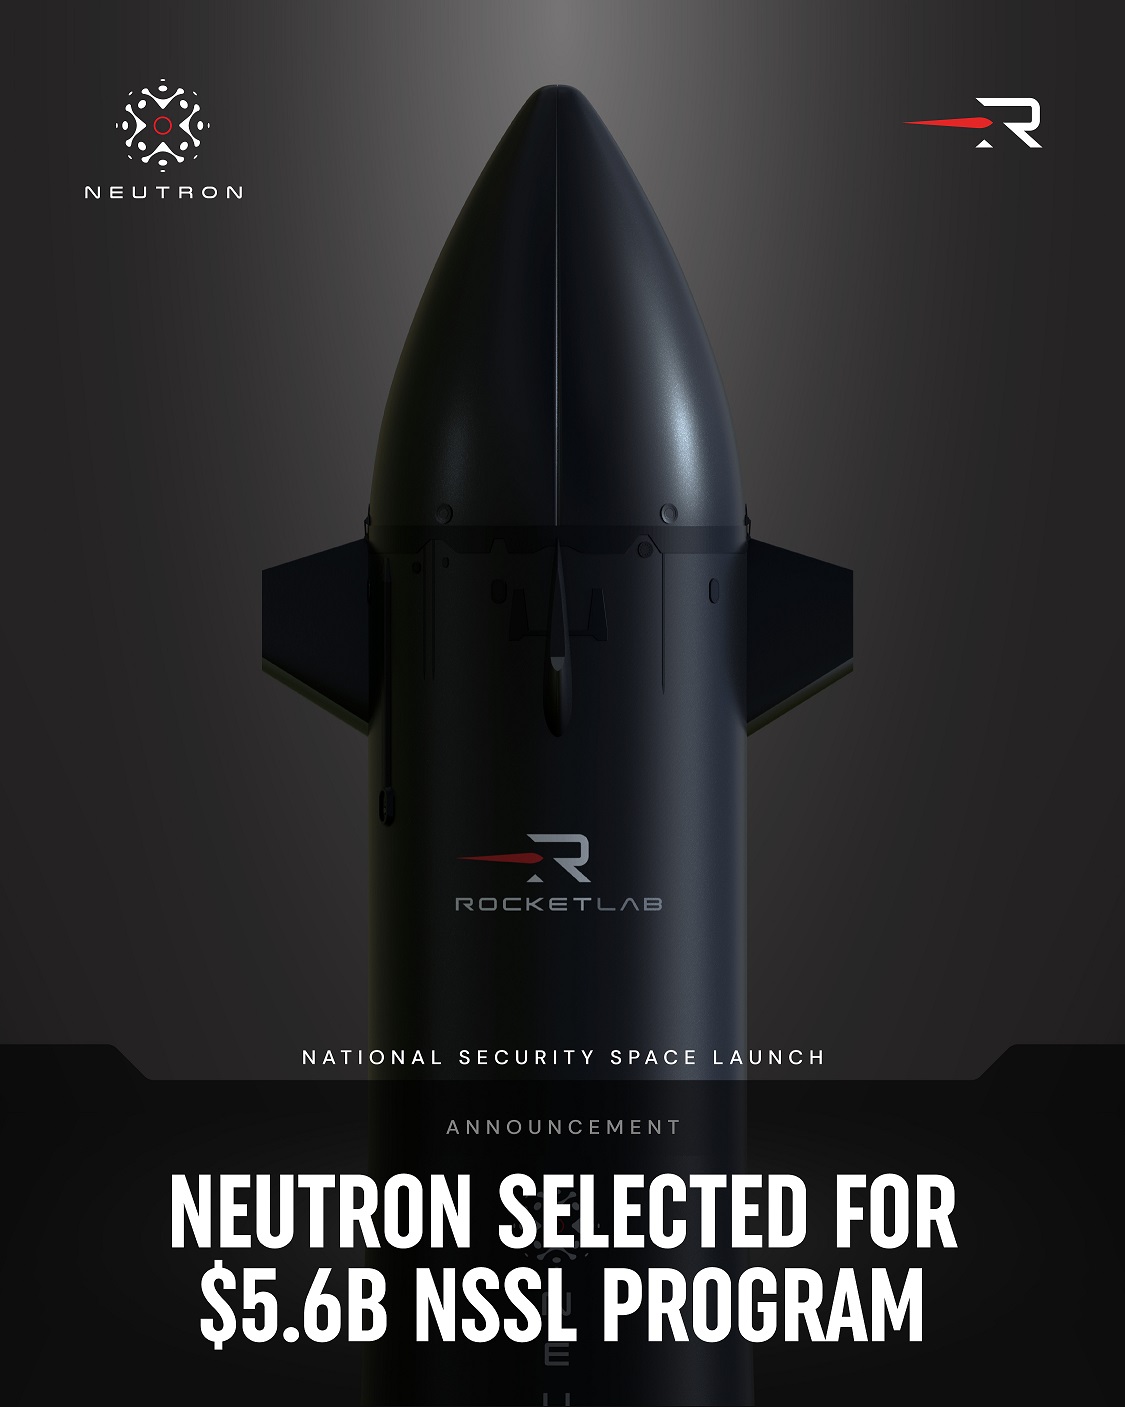 NEUTRON
R
R
ROCKETLAB
NATIONAL SECURITY SPACE LAUNCH
ANNOUNCEMENT
NEUTRON SELECTED FOR
$5.6B NSSL PROGRAM
N
E
U